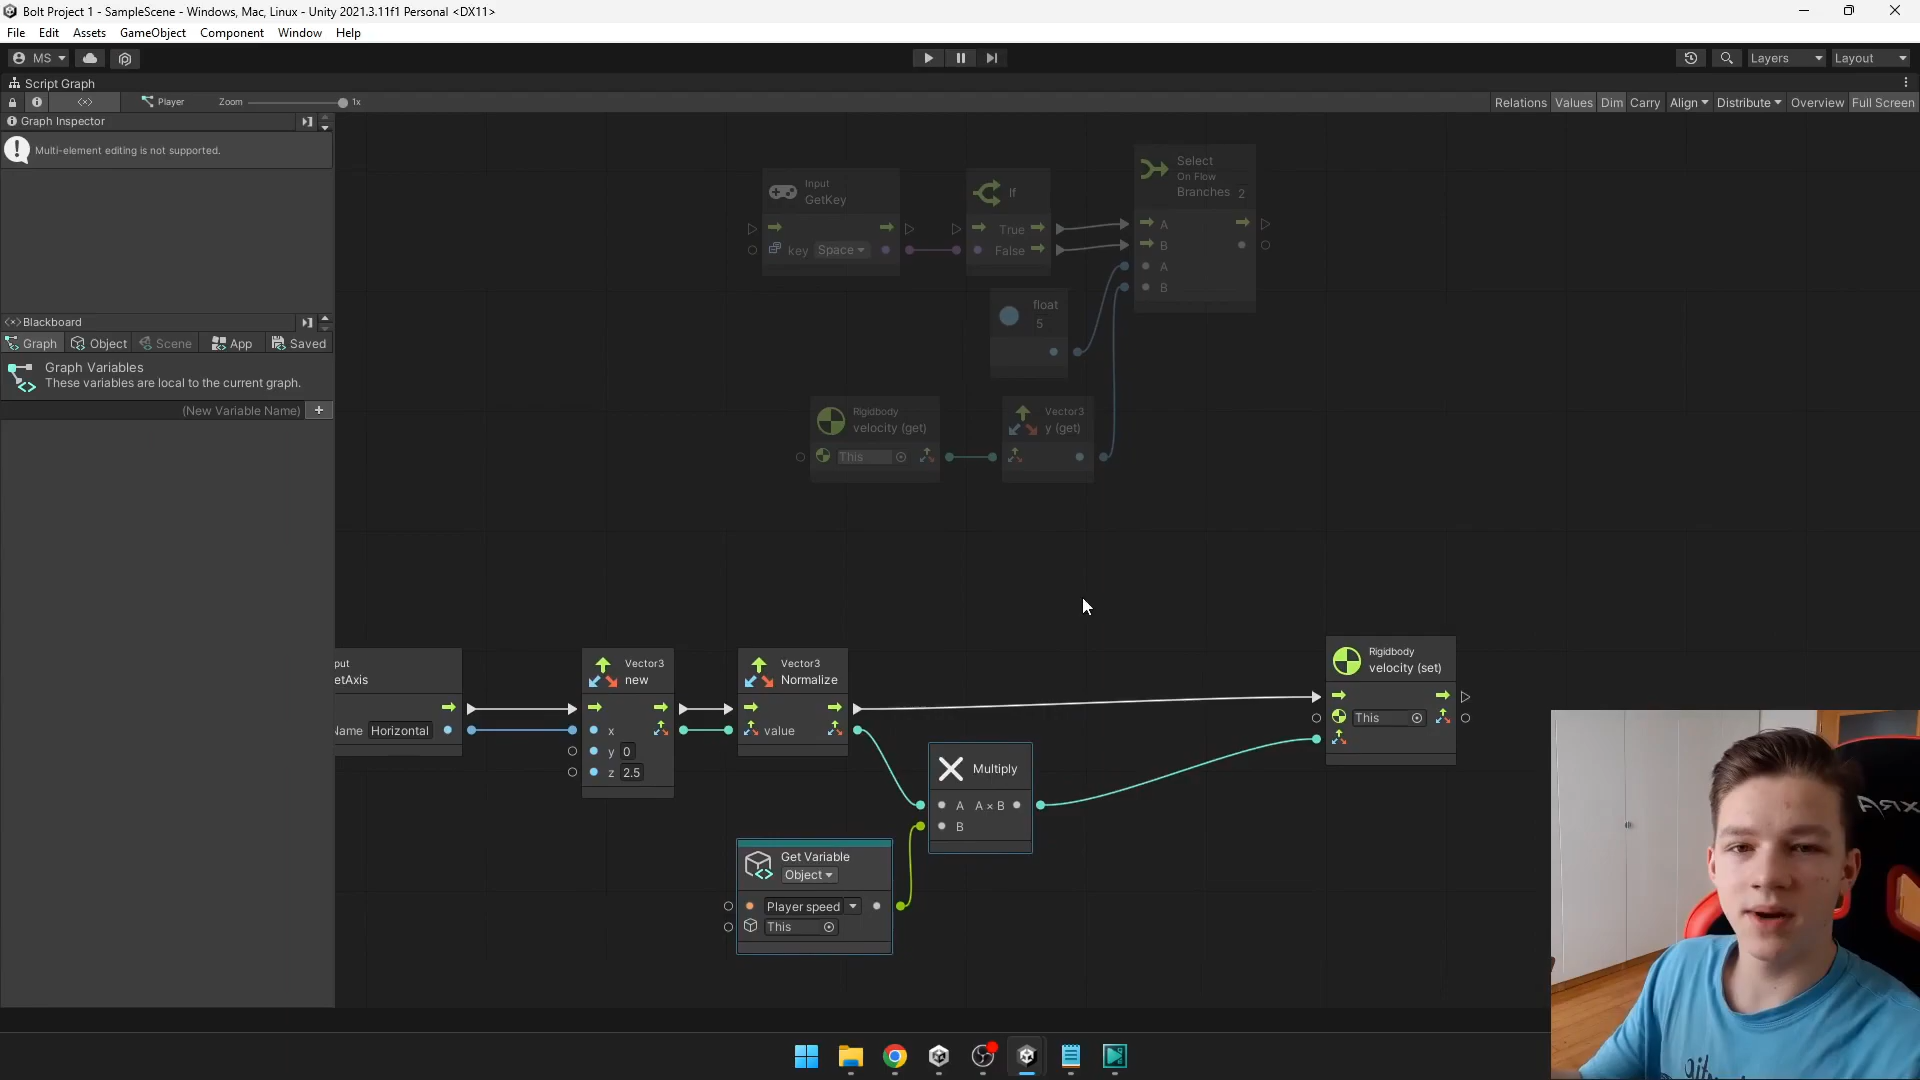 Bolt Project 1 - SampleScene - Windows, Mac, Linux - Unity 2021.3.11f1 Personal <DX11>
File Edit Assets GameObject Component Window Help
MS Layers Layout
Script Graph
Player Zoom 1x Relations Values Dim Carry Align Distribute Overview Full Screen
Graph Inspector
Multi-element editing is not supported.
Blackboard
Graph Object Scene App Saved
Graph Variables
These variables are local to the current graph.
(New Variable Name) +
Input
GetKey
key Space
If
True
False
Select
On Flow
Branches 2
A
B
A
B
float
5
Rigidbody
velocity (get)
This
Vector3
y (get)
put
etAxis
Name Horizontal
Vector3
new
x
y 0
z 2.5
Vector3
Normalize
value
Multiply
A A × B
B
Get Variable
Object
Player speed
This
Rigidbody
velocity (set)
This